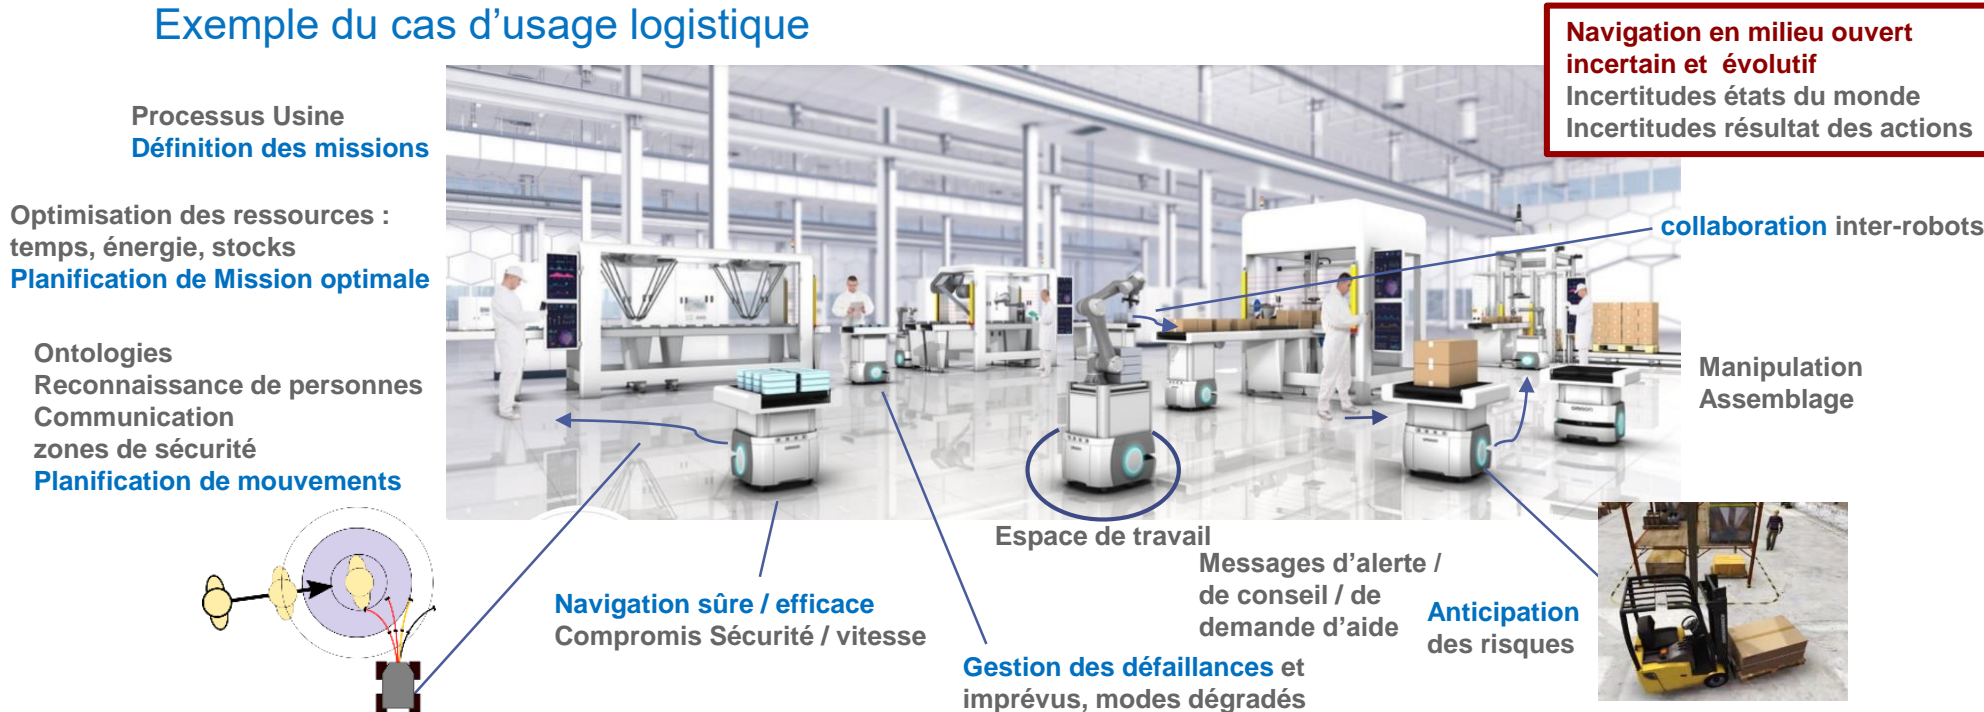 Exemple du cas d’usage logistique
Navigation en milieu ouvert
incertain et évolutif
Incertitudes états du monde
Incertitudes résultat des actions
Processus Usine
Définition des missions
Optimisation des ressources :
temps, énergie, stocks
Planification de Mission optimale
collaboration inter-robots
Ontologies
Reconnaissance de personnes
Communication
zones de sécurité
Planification de mouvements
Manipulation
Assemblage
Espace de travail
Messages d’alerte /
de conseil / de
demande d’aide
Navigation sûre / efficace
Compromis Sécurité / vitesse
Anticipation
des risques
Gestion des défaillances et
imprévus, modes dégradés